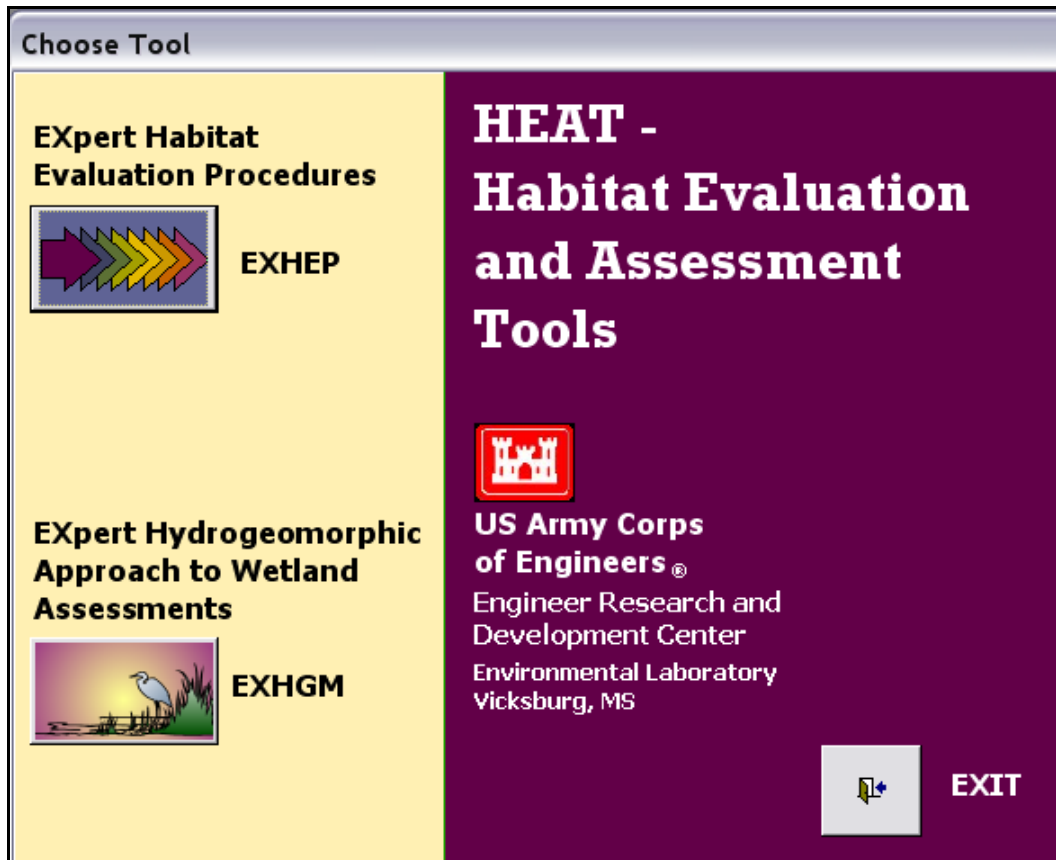 Choose Tool
EXpert Habitat
Evaluation Procedures
EXHEP
EXpert Hydrogeomorphic
Approach to Wetland
Assessments
EXHGM
HEAT -
Habitat Evaluation
and Assessment
Tools
US Army Corps
of Engineers ®
Engineer Research and
Development Center
Environmental Laboratory
Vicksburg, MS
EXIT